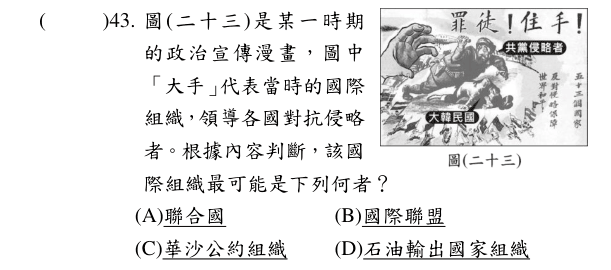 (　　)43. 圖(二十三)是某一時期
的政治宣傳漫畫，圖中
「大手」代表當時的國際
組織，領導各國對抗侵略
者。根據內容判斷，該國
際組織最可能是下列何者？
罪徒！住手！
共黨侵略者
大韓民國
五十三個國家
反對侵略保障
世界和平！
圖(二十三)
(A)聯合國
(B)國際聯盟
(C)華沙公約組織
(D)石油輸出國家組織